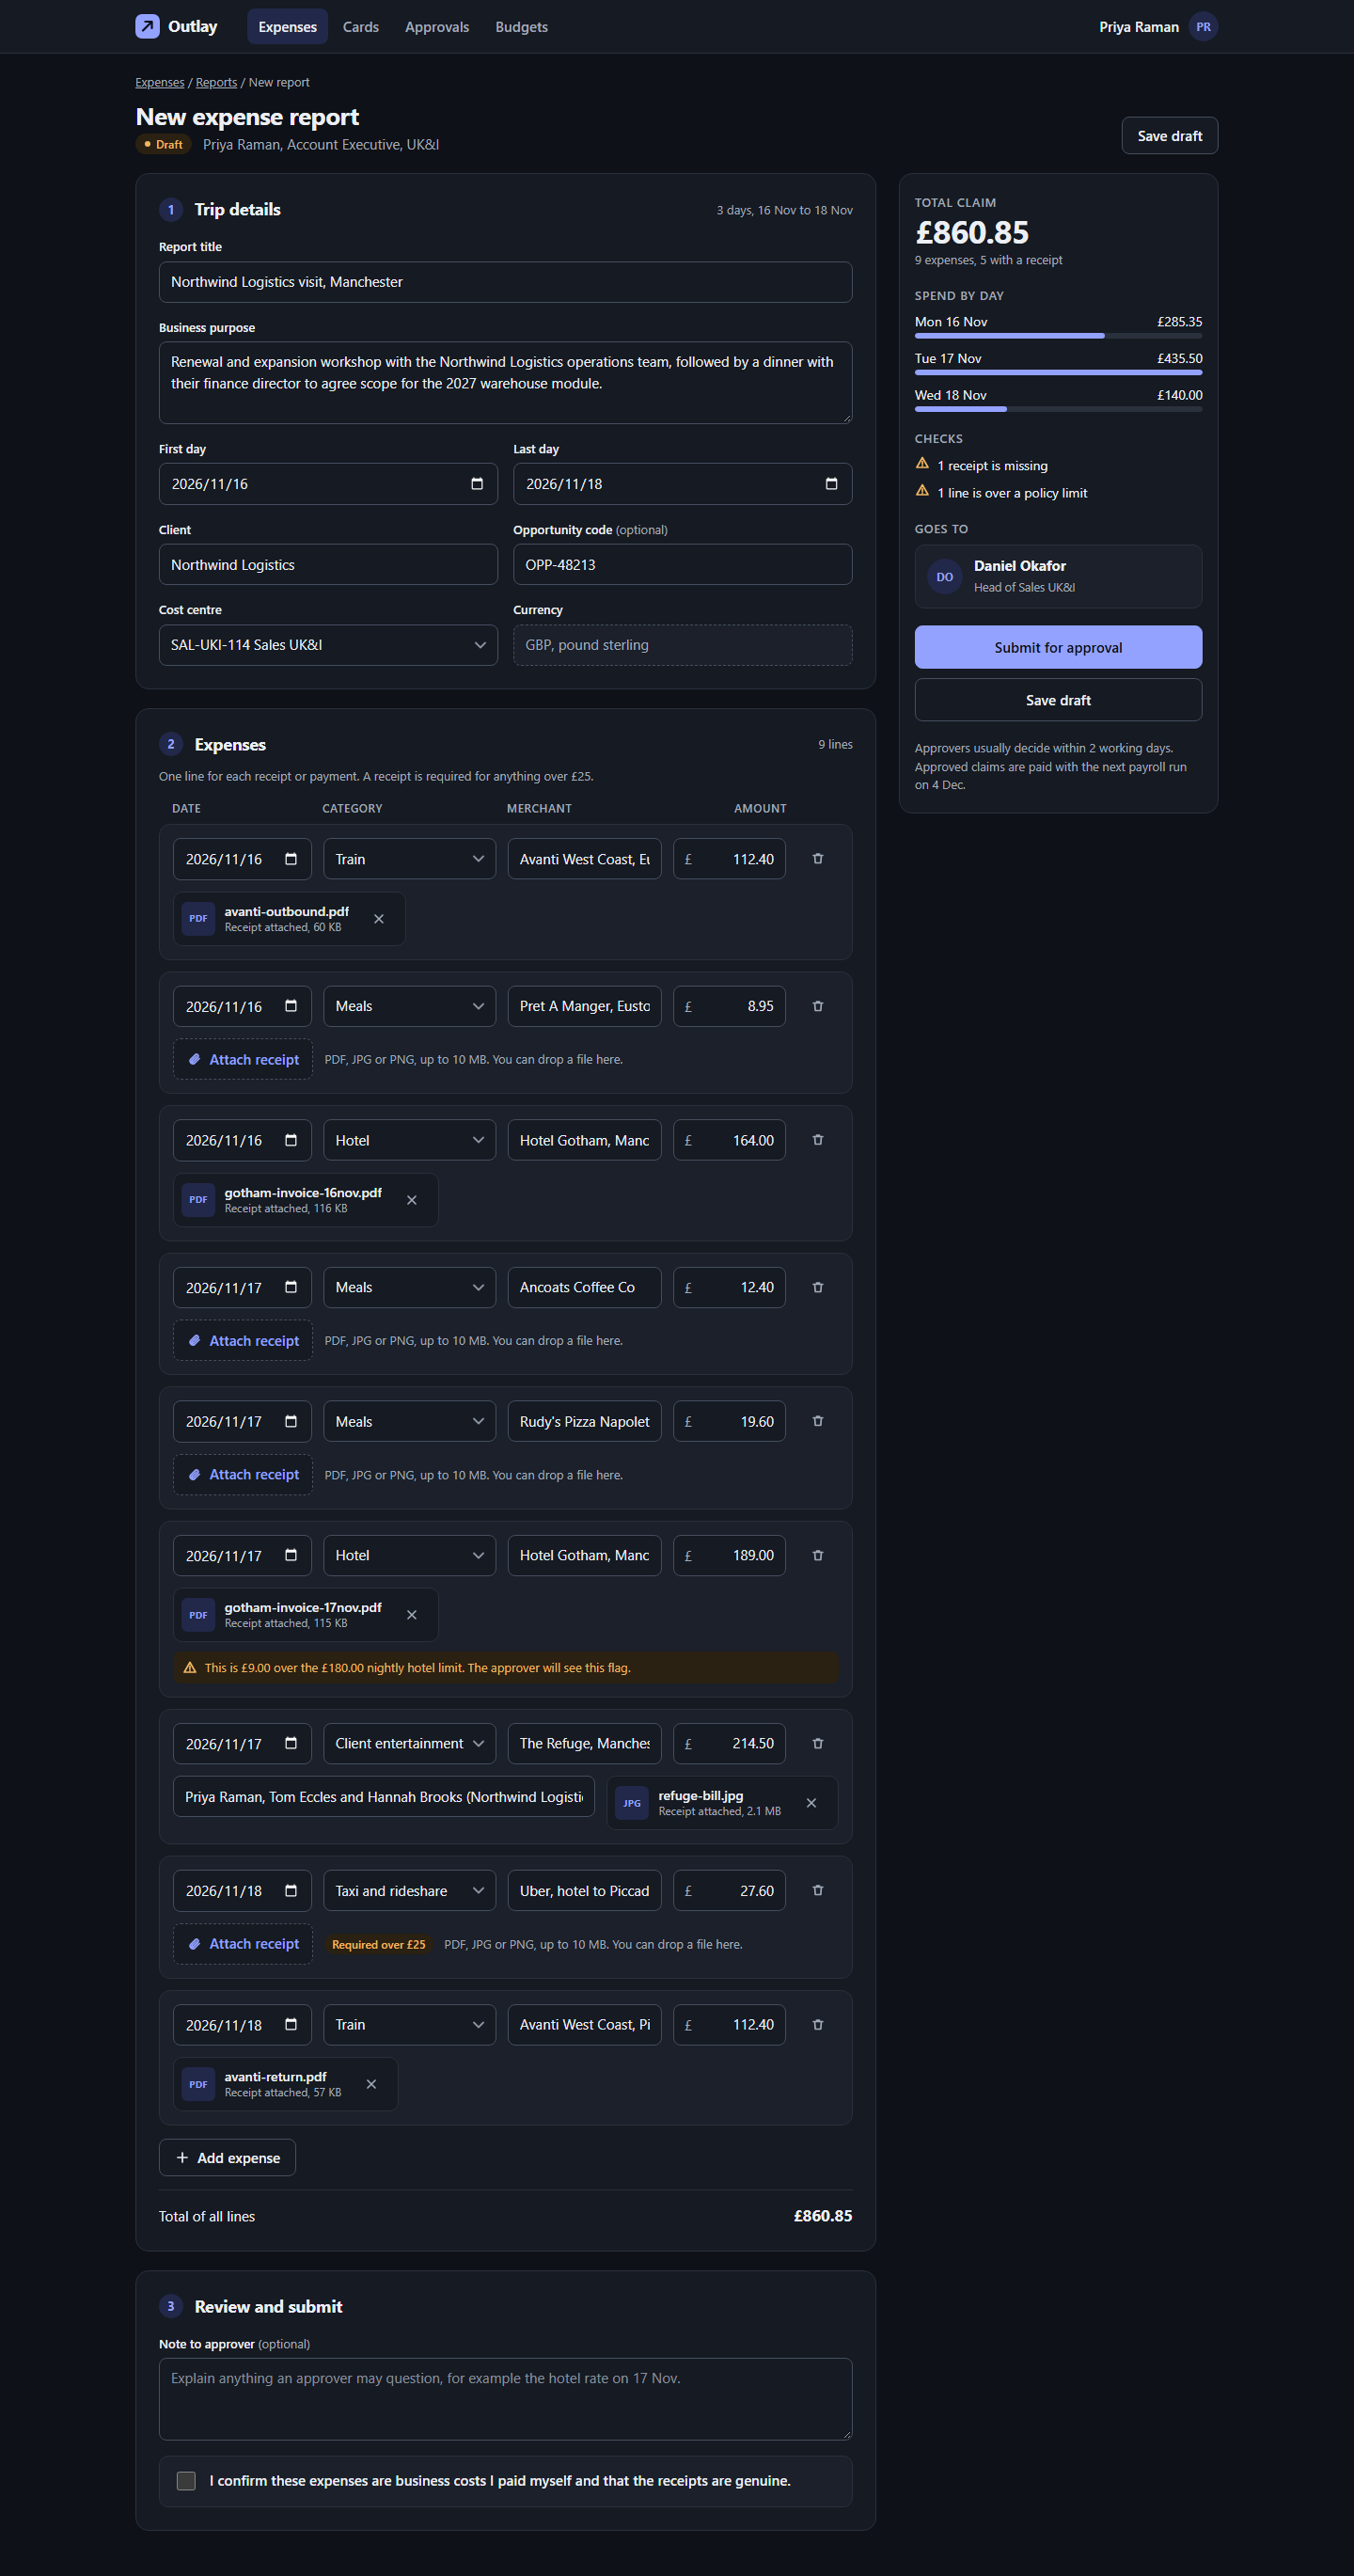 Outlay
Expenses
Cards
Approvals
Budgets
Priya Raman
PR
Expenses / Reports / New report
New expense report
Draft
Priya Raman, Account Executive, UK&I
Save draft
1
Trip details
3 days, 16 Nov to 18 Nov
Report title
Northwind Logistics visit, Manchester
Business purpose
Renewal and expansion workshop with the Northwind Logistics operations team, followed by a dinner with
their finance director to agree scope for the 2027 warehouse module.
First day
Last day
2026/11/16
2026/11/18
Client
Opportunity code (optional)
Northwind Logistics
OPP-48213
Cost centre
Currency
SAL-UKI-114 Sales UK&I
GBP, pound sterling
2
Expenses
9 lines
One line for each receipt or payment. A receipt is required for anything over £25.
DATE
CATEGORY
MERCHANT
AMOUNT
2026/11/16
Train
Avanti West Coast, Eu
£
112.40
PDF
avanti-outbound.pdf
Receipt attached, 60 KB
2026/11/16
Meals
Pret A Manger, Eusto
£
8.95
Attach receipt
PDF, JPG or PNG, up to 10 MB. You can drop a file here.
2026/11/16
Hotel
Hotel Gotham, Manc
£
164.00
PDF
gotham-invoice-16nov.pdf
Receipt attached, 116 KB
2026/11/17
Meals
Ancoats Coffee Co
£
12.40
Attach receipt
PDF, JPG or PNG, up to 10 MB. You can drop a file here.
2026/11/17
Meals
Rudy's Pizza Napolet
£
19.60
Attach receipt
PDF, JPG or PNG, up to 10 MB. You can drop a file here.
2026/11/17
Hotel
Hotel Gotham, Manc
£
189.00
PDF
gotham-invoice-17nov.pdf
Receipt attached, 115 KB
This is £9.00 over the £180.00 nightly hotel limit. The approver will see this flag.
2026/11/17
Client entertainment
The Refuge, Manches
£
214.50
Priya Raman, Tom Eccles and Hannah Brooks (Northwind Logisti
JPG
refuge-bill.jpg
Receipt attached, 2.1 MB
2026/11/18
Taxi and rideshare
Uber, hotel to Piccad
£
27.60
Attach receipt
Required over £25
PDF, JPG or PNG, up to 10 MB. You can drop a file here.
2026/11/18
Train
Avanti West Coast, Pi
£
112.40
PDF
avanti-return.pdf
Receipt attached, 57 KB
Add expense
Total of all lines
£860.85
3
Review and submit
Note to approver (optional)
Explain anything an approver may question, for example the hotel rate on 17 Nov.
I confirm these expenses are business costs I paid myself and that the receipts are genuine.
TOTAL CLAIM
£860.85
9 expenses, 5 with a receipt
SPEND BY DAY
Mon 16 Nov
£285.35
Tue 17 Nov
£435.50
Wed 18 Nov
£140.00
CHECKS
1 receipt is missing
1 line is over a policy limit
GOES TO
DO
Daniel Okafor
Head of Sales UK&I
Submit for approval
Save draft
Approvers usually decide within 2 working days.
Approved claims are paid with the next payroll run
on 4 Dec.